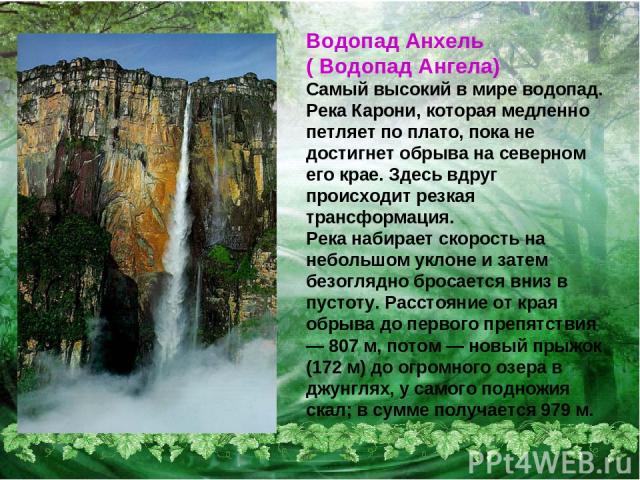 Водопад Анхель
( Водопад Ангела)
Самый высокий в мире водопад.
Река Карони, которая медленно
петляет по плато, пока не
достигнет обрыва на северном
его крае. Здесь вдруг
происходит резкая
трансформация.
Река набирает скорость на
небольшом уклоне и затем
безоглядно бросается вниз в
пустоту. Расстояние от края
обрыва до первого препятствия
— 807 м, потом — новый прыжок
(172 м) до огромного озера в
джунглях, у самого подножия
скал; в сумме получается 979 м.
PPt4WEB.ru